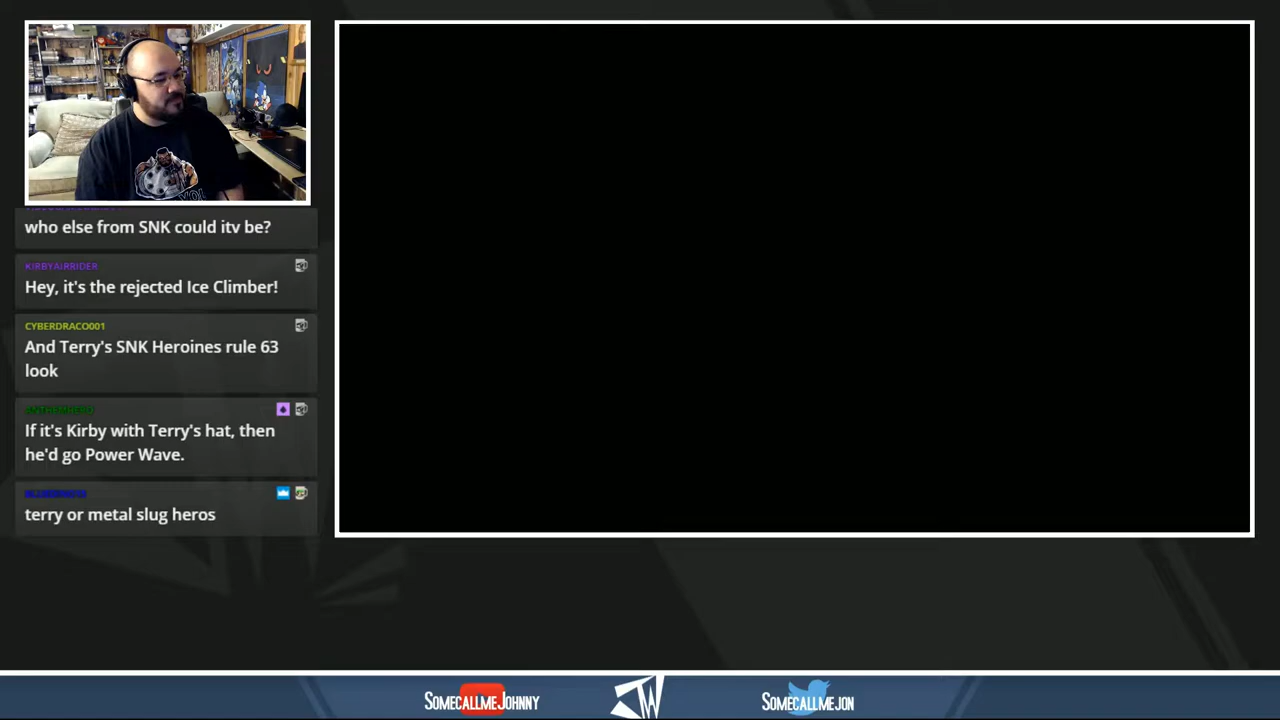 who else from SNK could itv be?
KIRBYAIRRIDER
Hey, it's the rejected Ice Climber!
CYBERDRACO001
And Terry's SNK Heroines rule 63
look
ANTHEMHERO
If it's Kirby with Terry's hat, then
he'd go Power Wave.
terry or metal slug heros
YO!
SOMECALLMEJOHNNY
SOMECALLMEJON